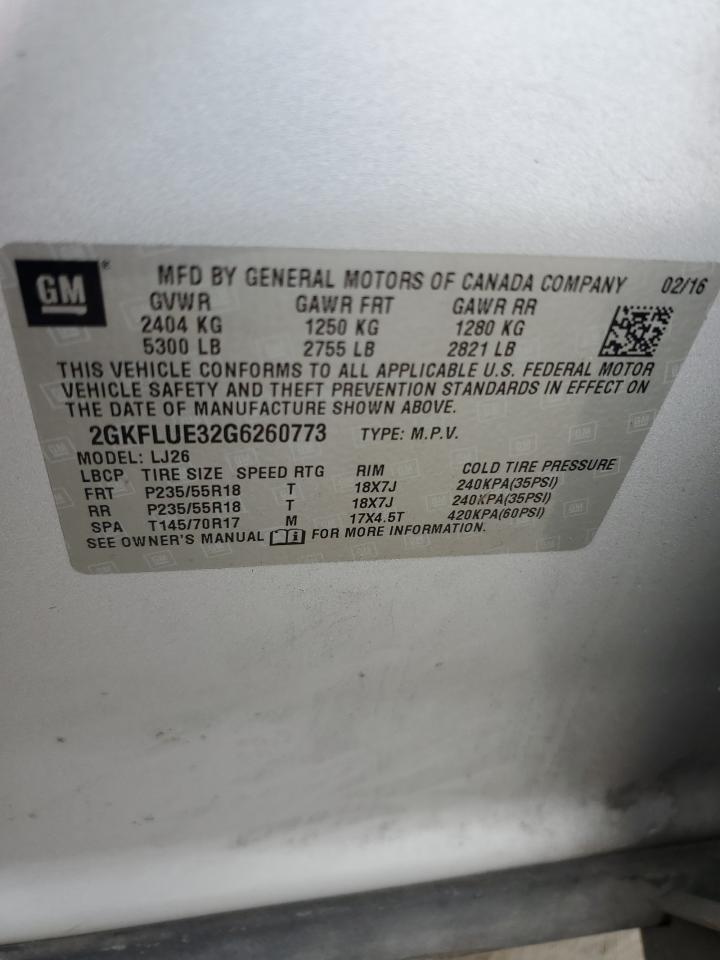 GM® MFD BY GENERAL MOTORS OF CANADA COMPANY 02/16
GVWR GAWR FRT GAWR RR
2404 KG 1250 KG 1280 KG
5300 LB 2755 LB 2821 LB
THIS VEHICLE CONFORMS TO ALL APPLICABLE U.S. FEDERAL MOTOR
VEHICLE SAFETY AND THEFT PREVENTION STANDARDS IN EFFECT ON
THE DATE OF MANUFACTURE SHOWN ABOVE.
2GKFLUE32G6260773 TYPE: M.P.V.
MODEL: LJ26
LBCP TIRE SIZE SPEED RTG RIM COLD TIRE PRESSURE
FRT P235/55R18 T 18X7J 240KPA(35PSI)
RR P235/55R18 T 18X7J 240KPA(35PSI)
SPA T145/70R17 M 17X4.5T 420KPA(60PSI)
SEE OWNER'S MANUAL FOR MORE INFORMATION.